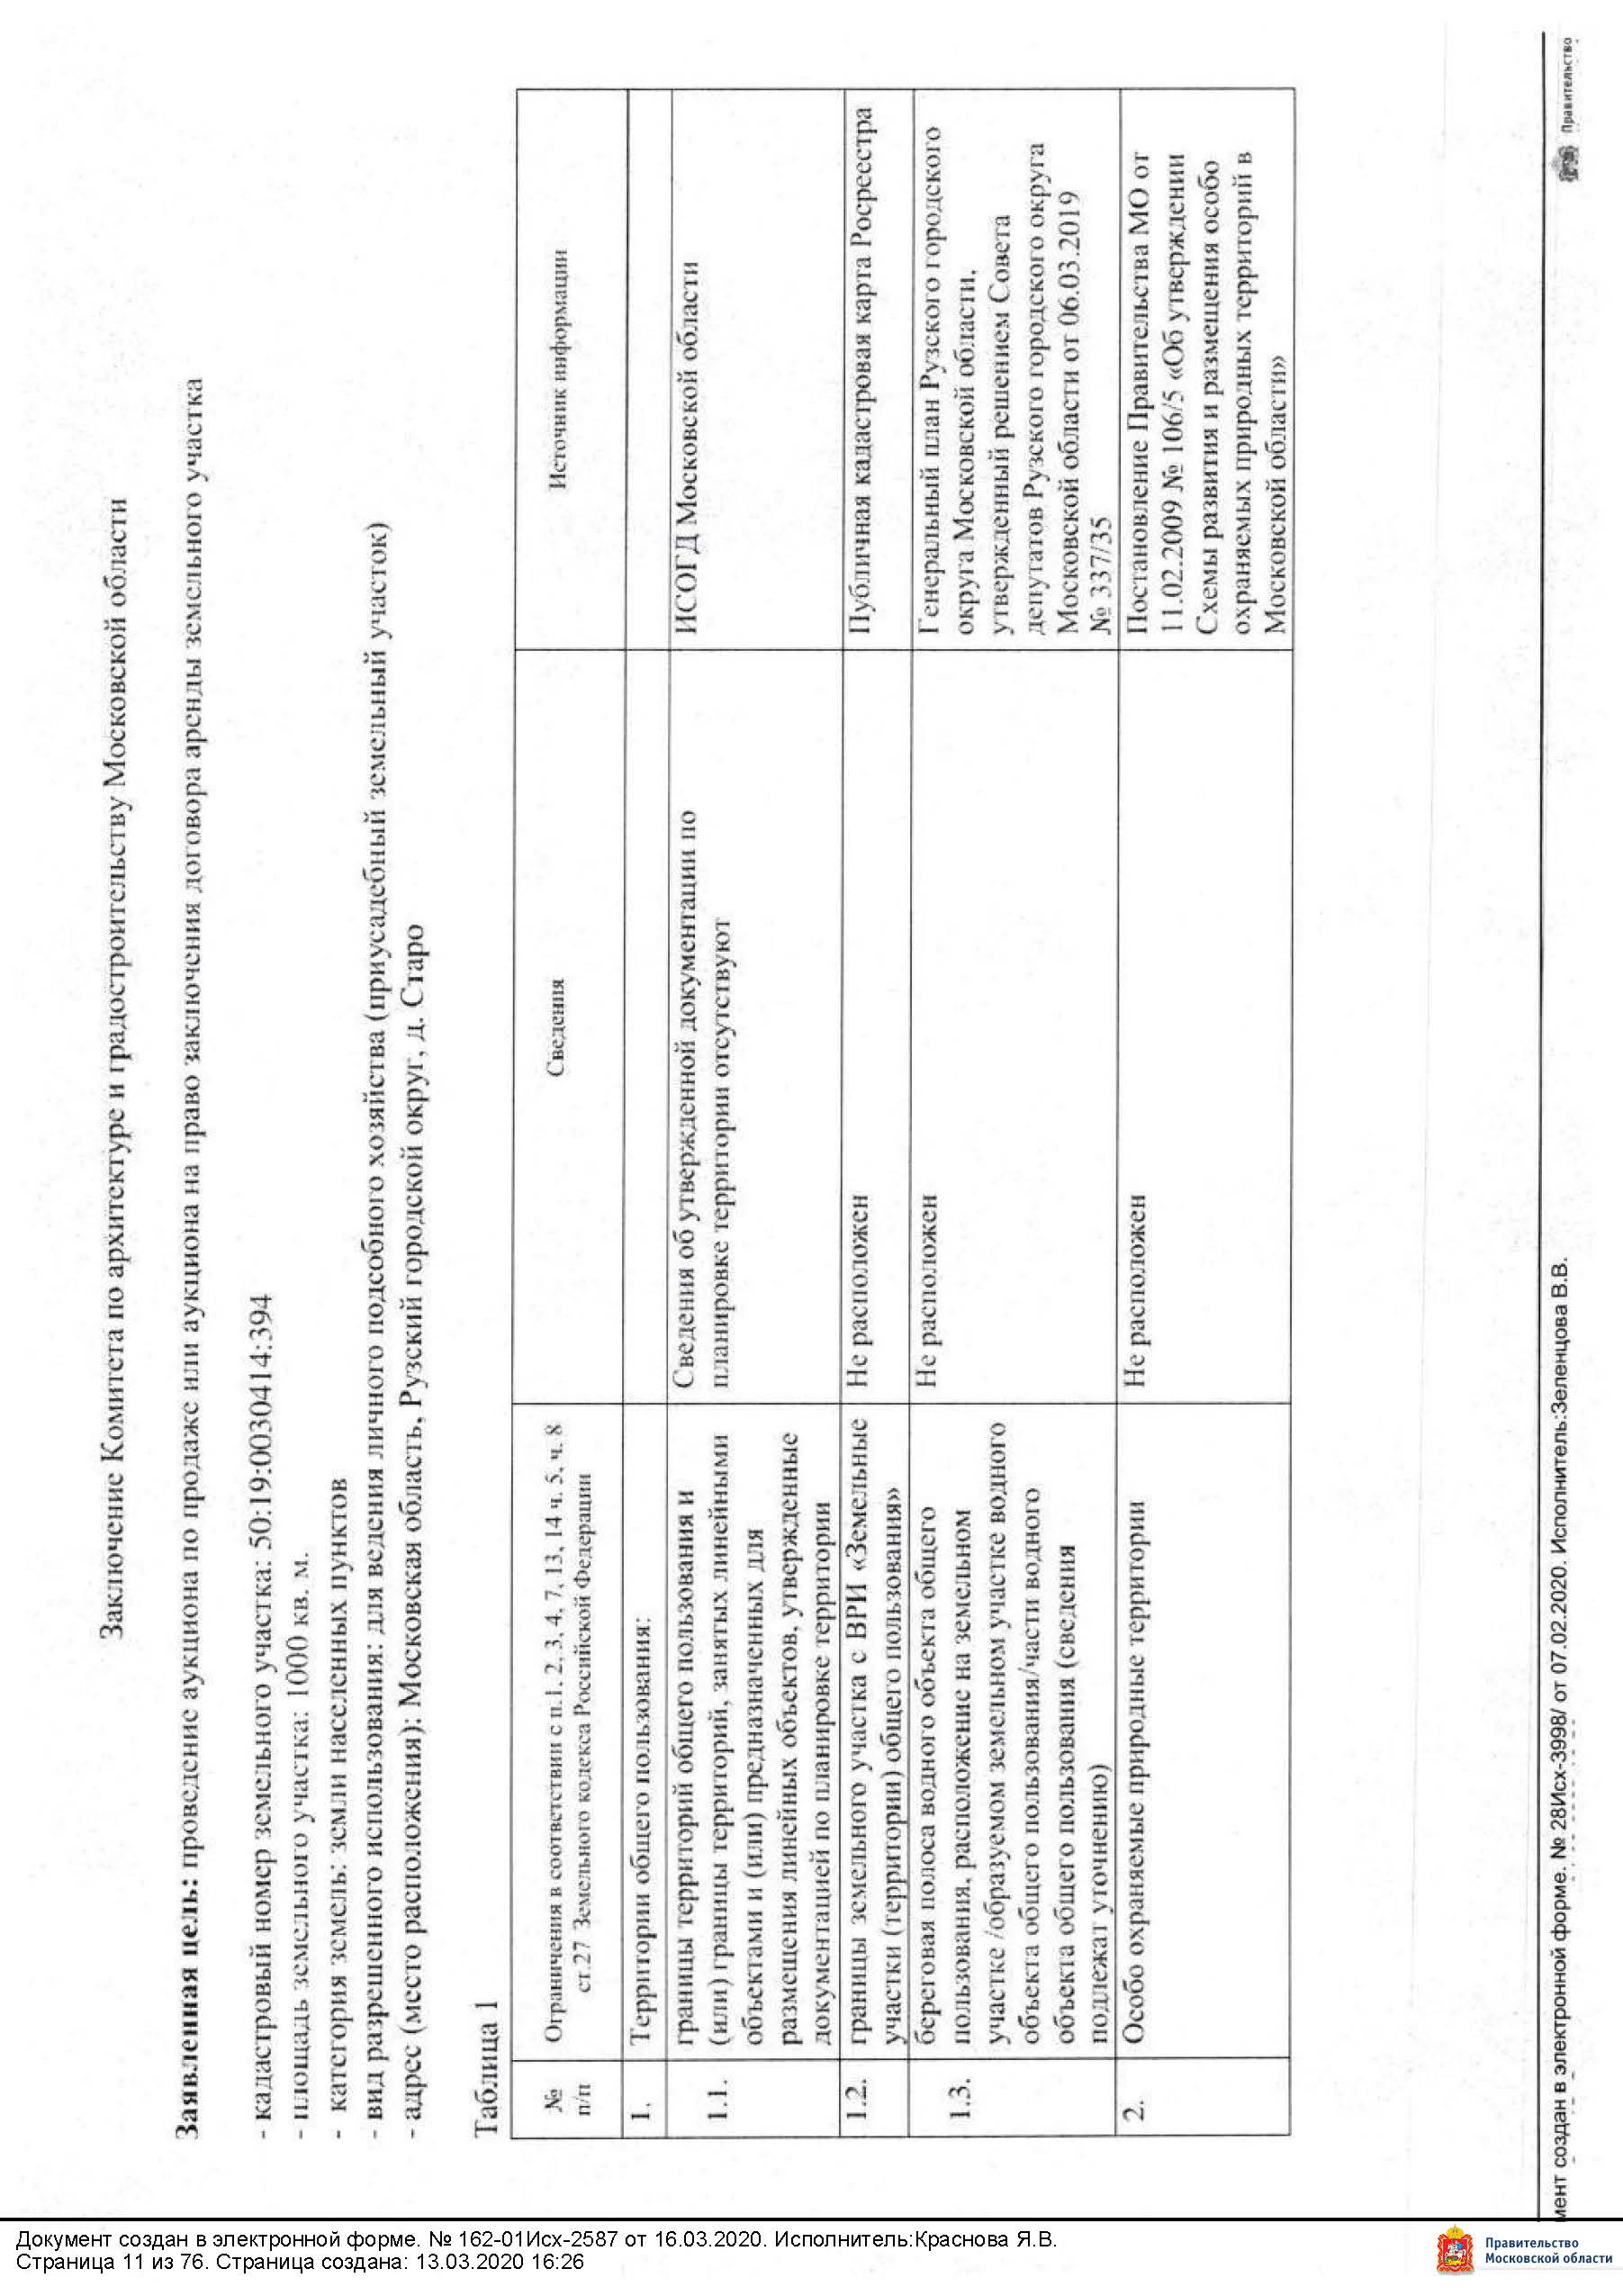 Заключение Комитета по архитектуре и градостроительству Московской области
Заявленная цель: проведение аукциона по продаже или аукциона на право заключения договора аренды земельного участка
- кадастровый номер земельного участка: 50:19:0030414:394
- площадь земельного участка: 1000 кв. м.
- категория земель: земли населенных пунктов
- вид разрешенного использования: для ведения личного подсобного хозяйства (приусадебный земельный участок)
- адрес (место расположения): Московская область, Рузский городской округ, д. Старо
Таблица 1
№
п/п
Ограничения в соответствии с п.1, 2, 3, 4, 7, 13, 14 ч. 5, ч. 8
ст.27 Земельного кодекса Российской Федерации
Сведения
Источник информации
1.
Территории общего пользования:
1.1.
границы территорий общего пользования и
(или) границы территорий, занятых линейными
объектами и (или) предназначенных для
размещения линейных объектов, утвержденные
документацией по планировке территории
Сведения об утвержденной документации по
планировке территории отсутствуют
ИСОГД Московской области
1.2.
границы земельного участка с ВРИ «Земельные
участки (территории) общего пользования»
Не расположен
Публичная кадастровая карта Росреестра
1.3.
береговая полоса водного объекта общего
пользования, расположение на земельном
участке /образуемом земельном участке водного
объекта общего пользования/части водного
объекта общего пользования (сведения
подлежат уточнению)
Не расположен
Генеральный план Рузского городского
округа Московской области,
утвержденный решением Совета
депутатов Рузского городского округа
Московской области от 06.03.2019
№ 337/35
2.
Особо охраняемые природные территории
Не расположен
Постановление Правительства МО от
11.02.2009 № 106/5 «Об утверждении
Схемы развития и размещения особо
охраняемых природных территорий в
Московской области»
мент создан в электронной форме. № 28Исх-3998/ от 07.02.2020. Исполнитель:Зеленцова В.В.
Правительство
Документ создан в электронной форме. № 162-01Исх-2587 от 16.03.2020. Исполнитель:Краснова Я.В.
Страница 11 из 76. Страница создана: 13.03.2020 16:26
Правительство
Московской области